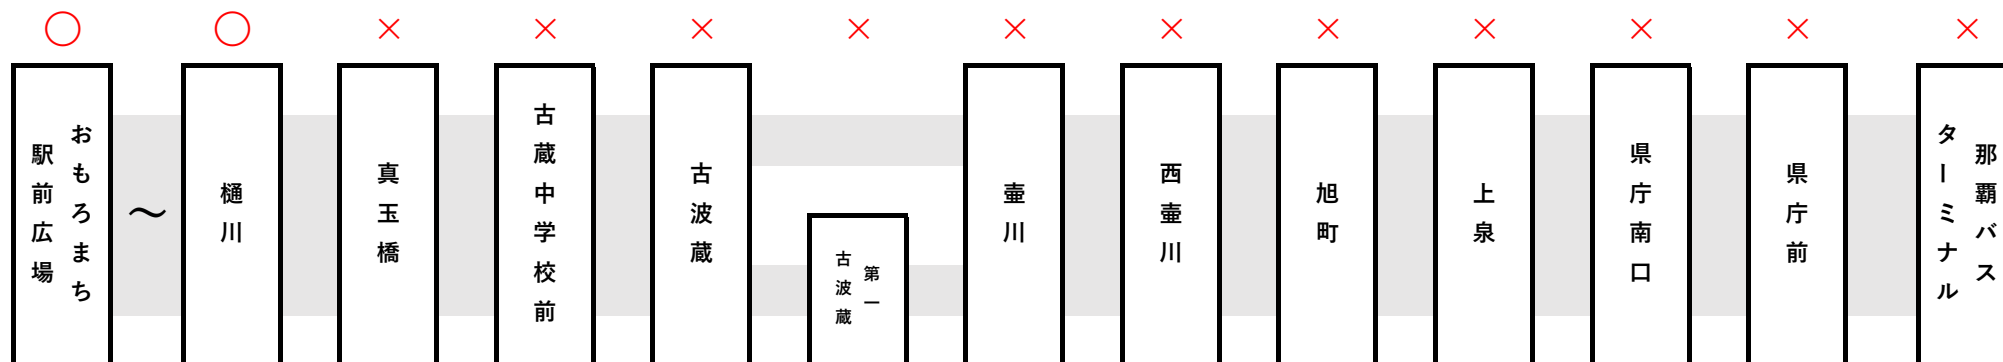 ○ ○ × × × × × × × × × × ×
おもろまち
駅前広場
～
樋川
真玉橋
古蔵中学校前
古波蔵
第一
古波蔵
壷川
西壷川
旭町
上泉
県庁南口
県庁前
那覇バス
ターミナル